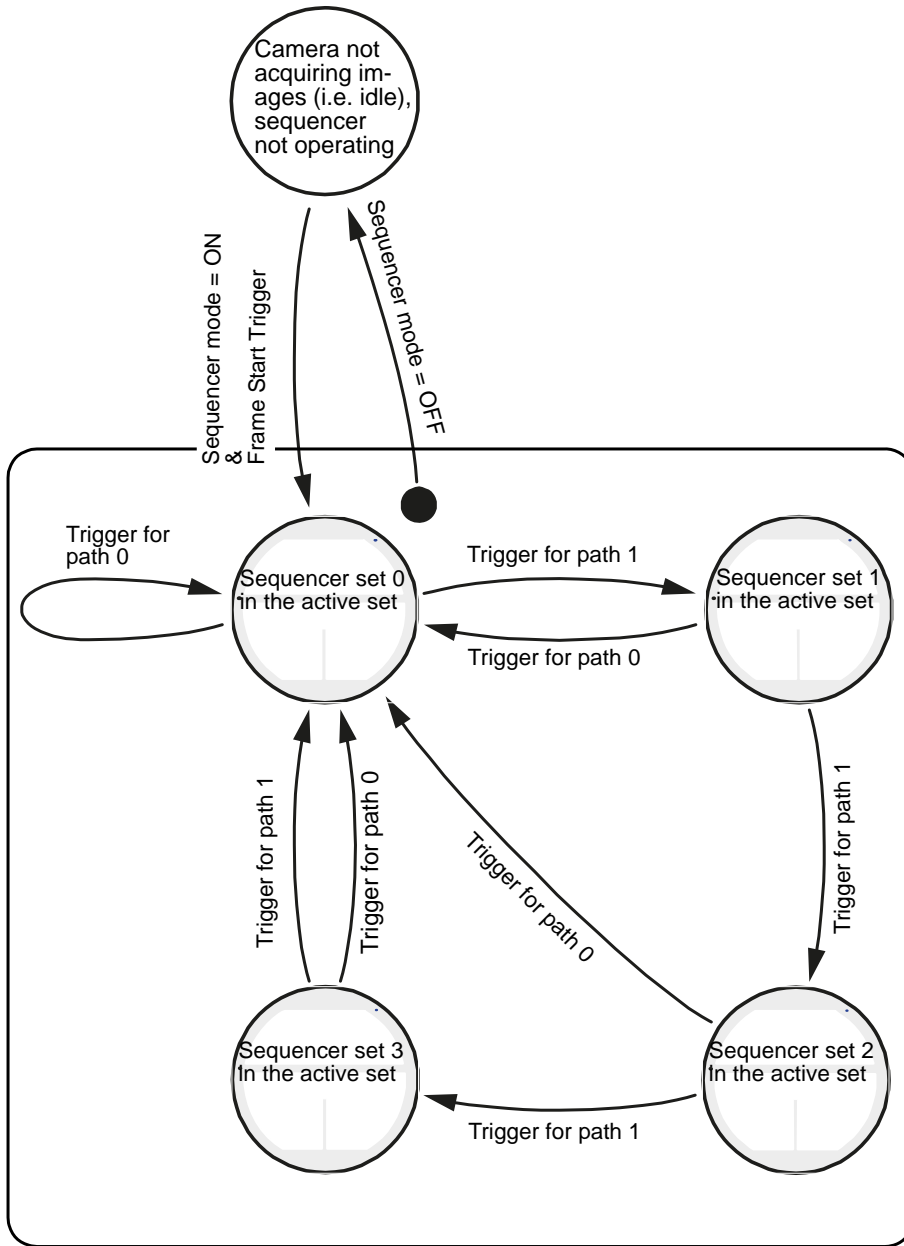 Camera not
acquiring im-
ages (i.e. idle),
sequencer
not operating
Sequencer mode = ON
&
Frame Start Trigger
Sequencer mode = OFF
Trigger for
path 0
Sequencer set 0
in the active set
Trigger for path 1
Trigger for path 0
Sequencer set 1
in the active set
Trigger for path 1
Trigger for path 0
Trigger for path 0
Trigger for path 1
Sequencer set 3
in the active set
Sequencer set 2
in the active set
Trigger for path 1